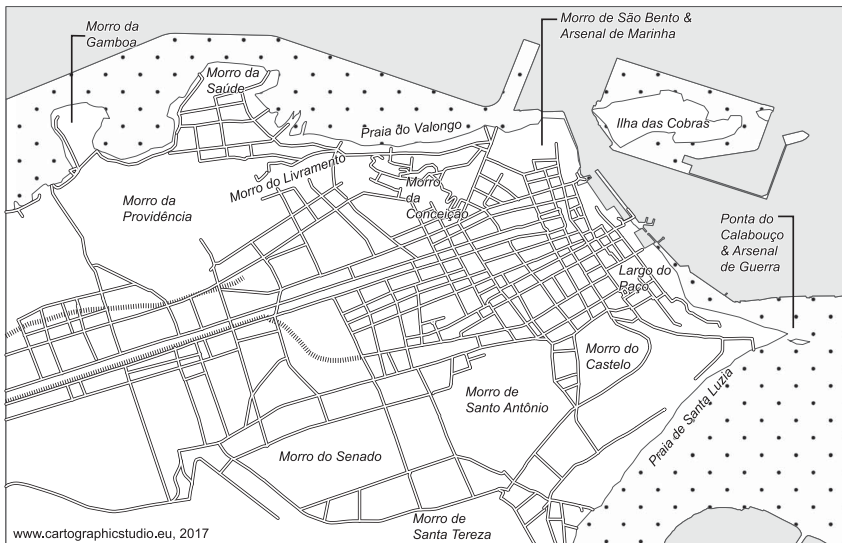 Morro da
Gamboa
Morro de São Bento &
Arsenal de Marinha
Morro da
Saúde
Praia do Valongo
Ilha das Cobras
Morro do Livramento
Morro da
Providência
Morro
da
Conceição
Ponta do
Calabouço
& Arsenal
de Guerra
Largo do
Paço
Morro do
Castelo
Morro de
Santo Antônio
Praia de Santa Luzia
Morro do Senado
Morro de
Santa Tereza
www.cartographicstudio.eu, 2017